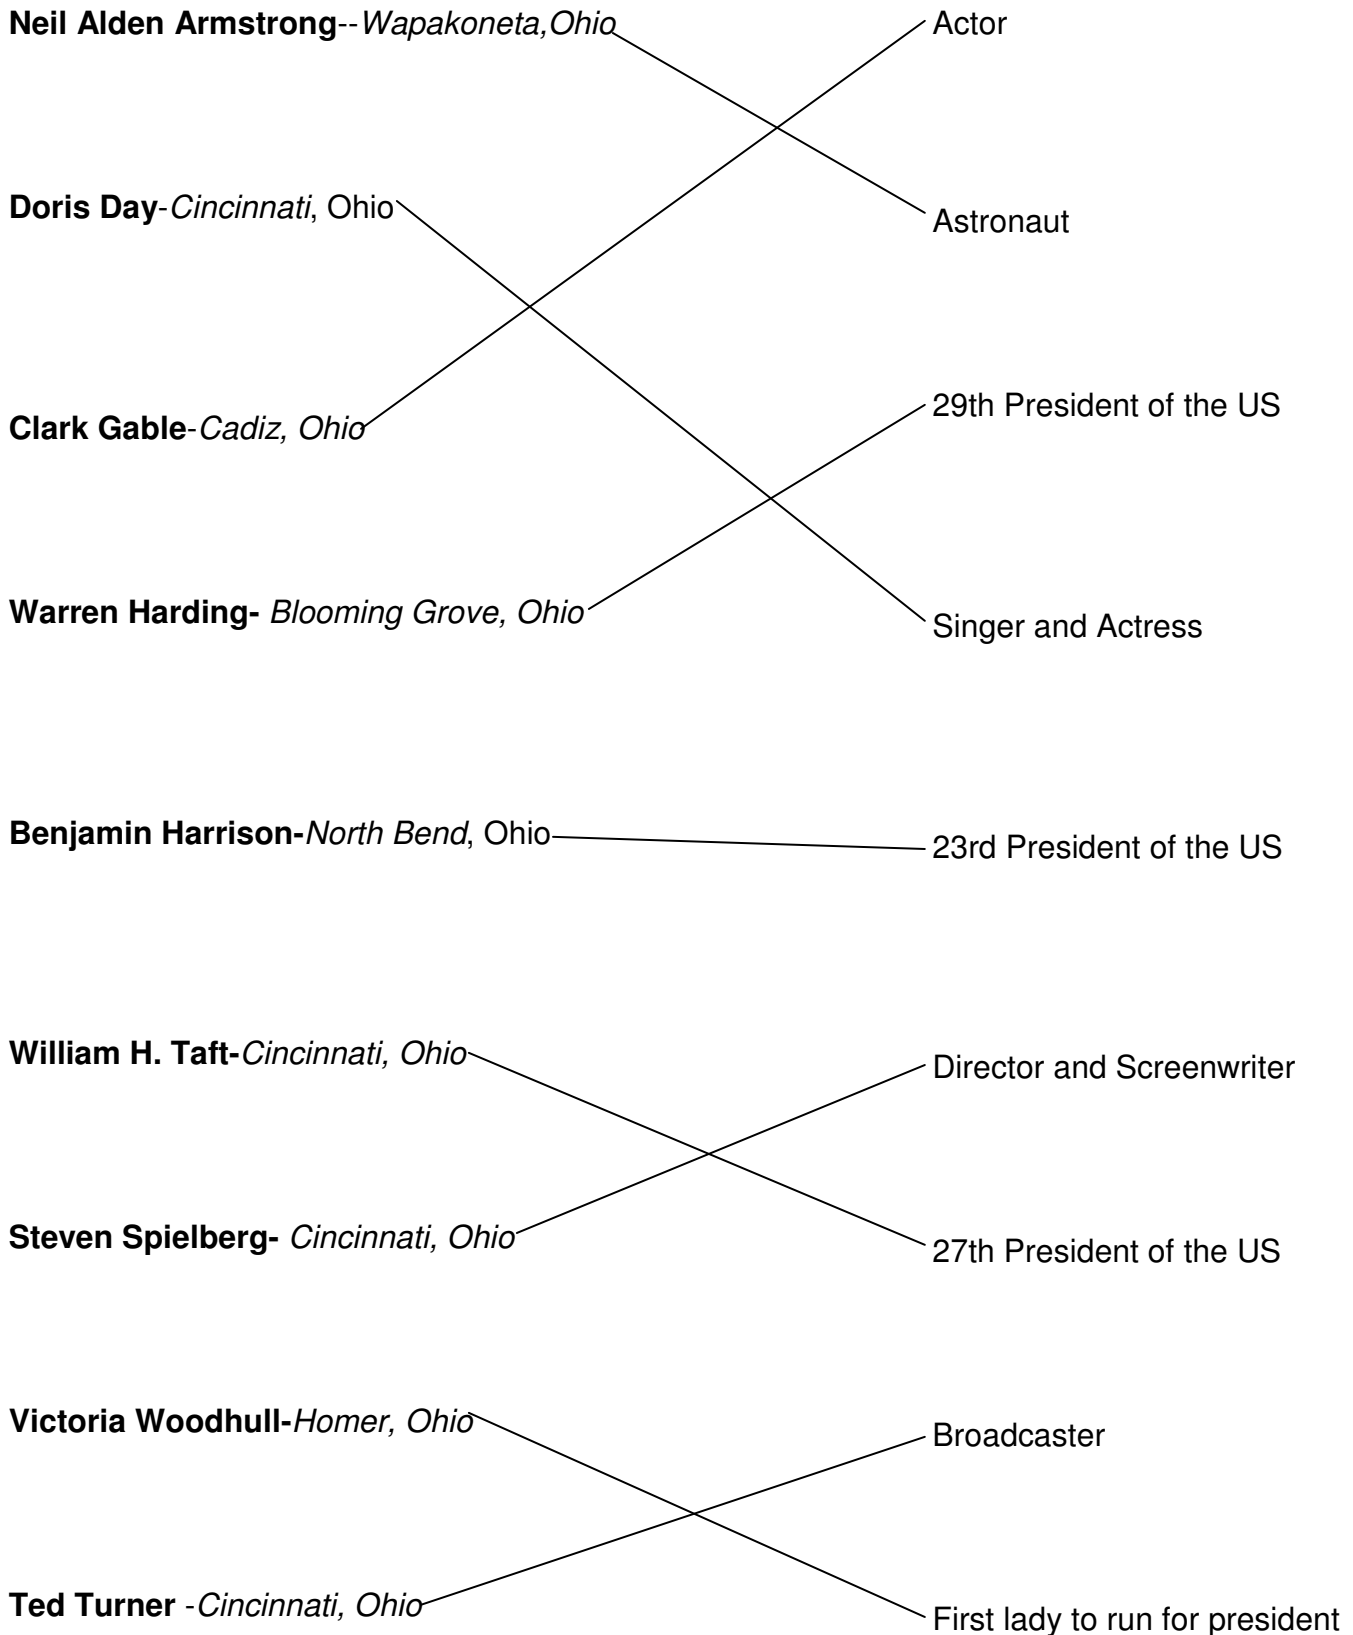 Neil Alden Armstrong--Wapakoneta,Ohio
Actor
Doris Day-Cincinnati, Ohio
Astronaut
Clark Gable-Cadiz, Ohio
29th President of the US
Warren Harding- Blooming Grove, Ohio
Singer and Actress
Benjamin Harrison-North Bend, Ohio
23rd President of the US
William H. Taft-Cincinnati, Ohio
Director and Screenwriter
Steven Spielberg- Cincinnati, Ohio
27th President of the US
Victoria Woodhull-Homer, Ohio
Broadcaster
Ted Turner -Cincinnati, Ohio
First lady to run for president